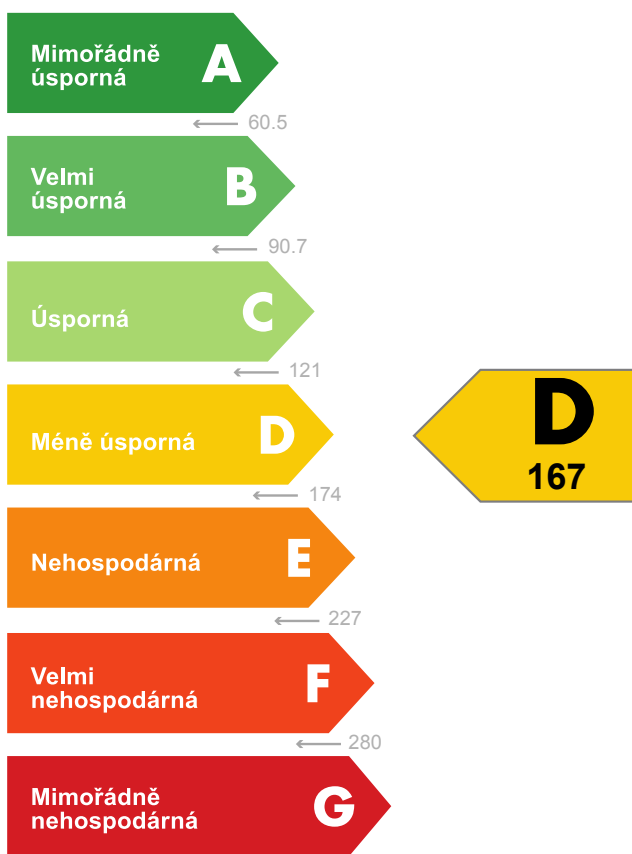 Mimořádně
úsporná
A
60.5
Velmi
úsporná
B
90.7
Úsporná
C
121
Méně úsporná
D
174
D
167
Nehospodárná
E
227
Velmi
nehospodárná
F
280
Mimořádně
nehospodárná
G